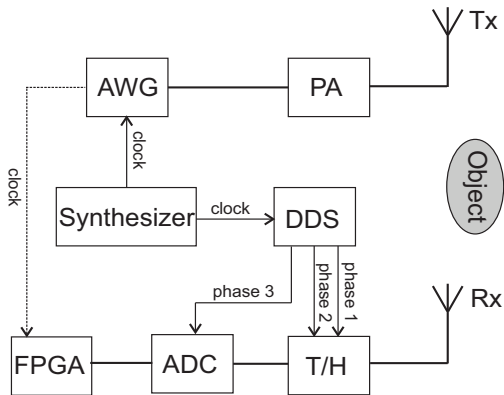 Tx
AWG
PA
clock
clock
Object
Synthesizer
clock
DDS
phase 3
phase 2
phase 1
Rx
FPGA
ADC
T/H